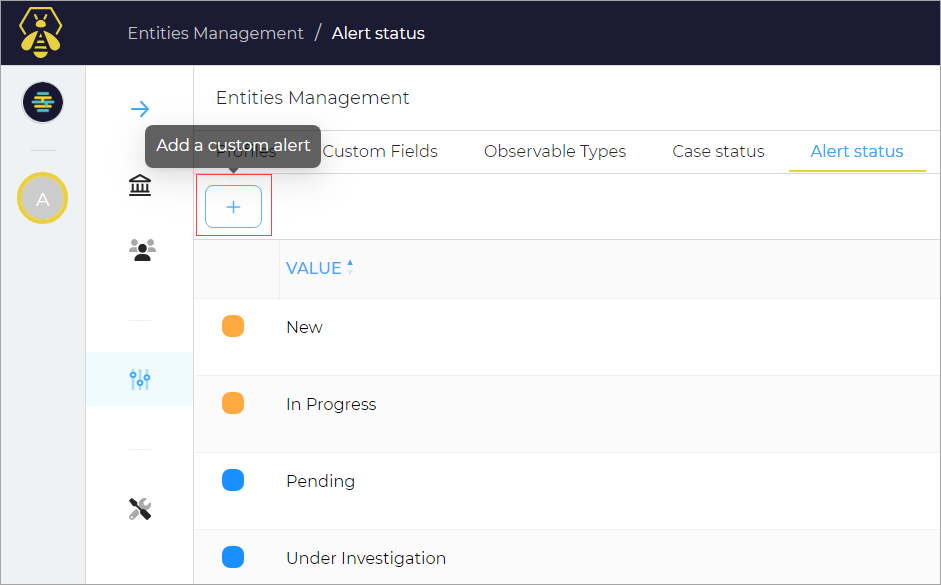 Entities Management / Alert status
Entities Management
Add a custom alert
Profiles Custom Fields Observable Types Case status Alert status
A
+
VALUE
New
In Progress
Pending
Under Investigation